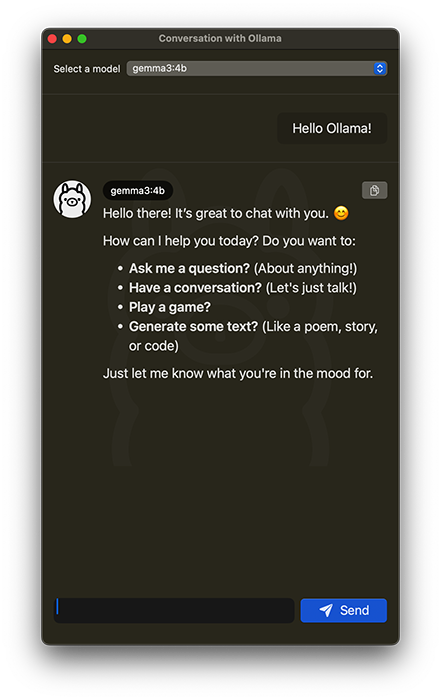 Conversation with Ollama
Select a model gemma3:4b
Hello Ollama!
gemma3:4b
Hello there! It's great to chat with you. 😊
How can I help you today? Do you want to:
• Ask me a question? (About anything!)
• Have a conversation? (Let's just talk!)
• Play a game?
• Generate some text? (Like a poem, story,
or code)
Just let me know what you're in the mood for.
Send